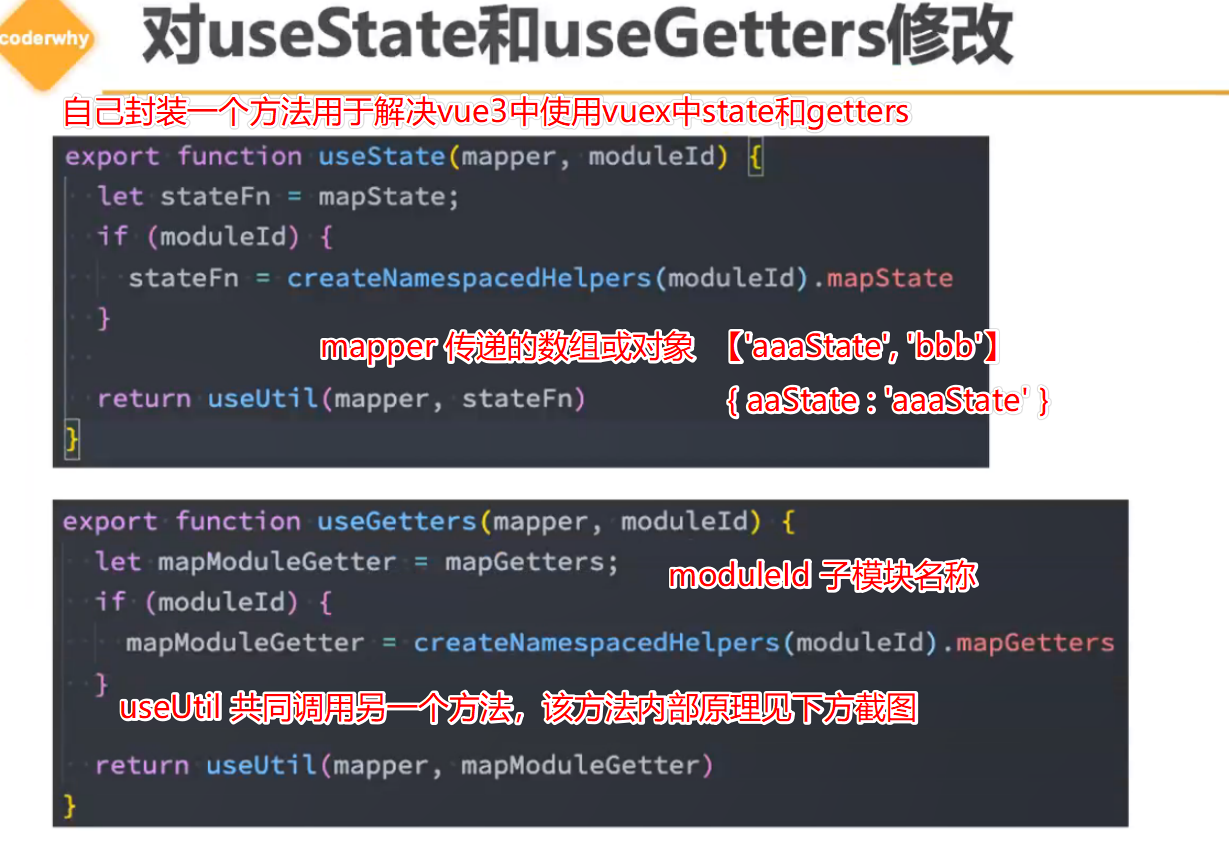 coderwhy
对useState和useGetters修改
自己封装一个方法用于解决vue3中使用vuex中state和getters
export function useState(mapper, moduleId) {
let stateFn = mapState;
if (moduleId) {
stateFn = createNamespacedHelpers(moduleId).mapState
}
mapper 传递的数组或对象 【'aaaState', 'bbb'】
return useUtil(mapper, stateFn)
{ aaState : 'aaaState' }
}
export function useGetters(mapper, moduleId) {
let mapModuleGetter = mapGetters;
moduleId 子模块名称
if (moduleId) {
mapModuleGetter = createNamespacedHelpers(moduleId).mapGetters
}
useUtil 共同调用另一个方法，该方法内部原理见下方截图
return useUtil(mapper, mapModuleGetter)
}